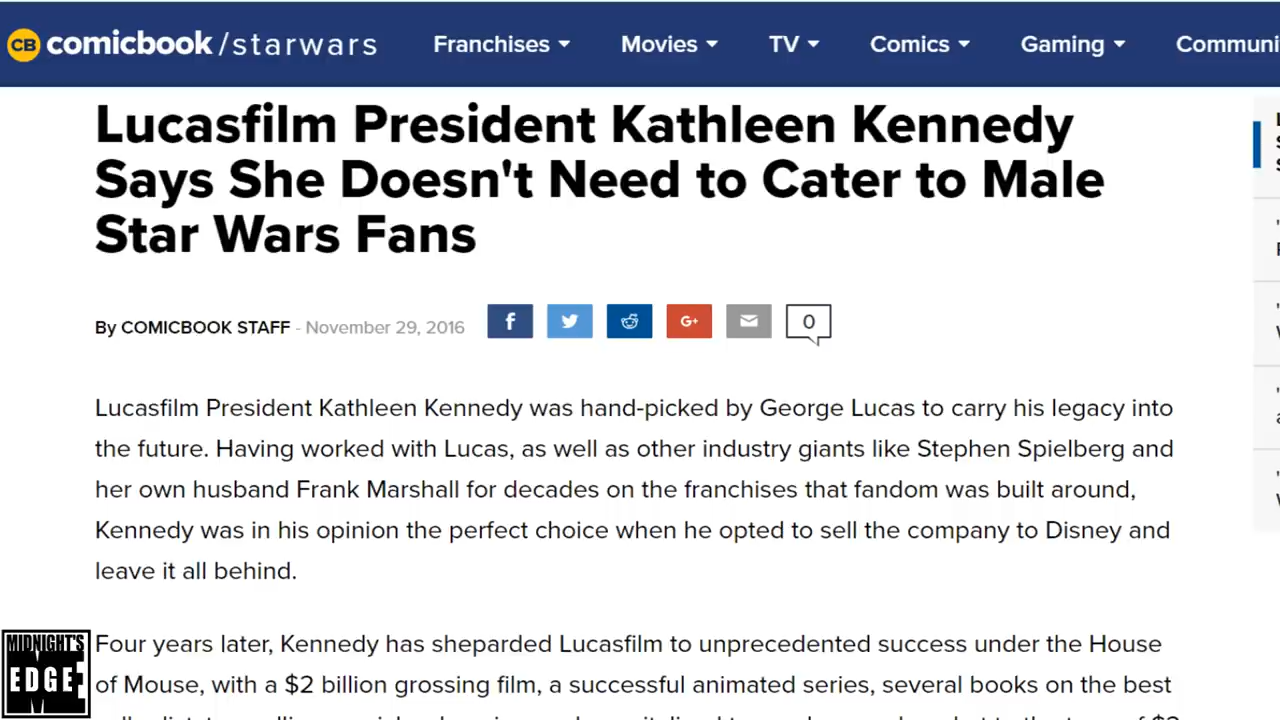 CB comicbook/starwars Franchises Movies TV Comics Gaming
Lucasfilm President Kathleen Kennedy
Says She Doesn't Need to Cater to Male
Star Wars Fans
By COMICBOOK STAFF - November 29, 2016 f G+ 0
Lucasfilm President Kathleen Kennedy was hand-picked by George Lucas to carry his legacy into
the future. Having worked with Lucas, as well as other industry giants like Stephen Spielberg and
her own husband Frank Marshall for decades on the franchises that fandom was built around,
Kennedy was in his opinion the perfect choice when he opted to sell the company to Disney and
leave it all behind.
Four years later, Kennedy has sheparded Lucasfilm to unprecedented success under the House
of Mouse, with a $2 billion grossing film, a successful animated series, several books on the best
MIDNIGHT'S
ME
EDGE